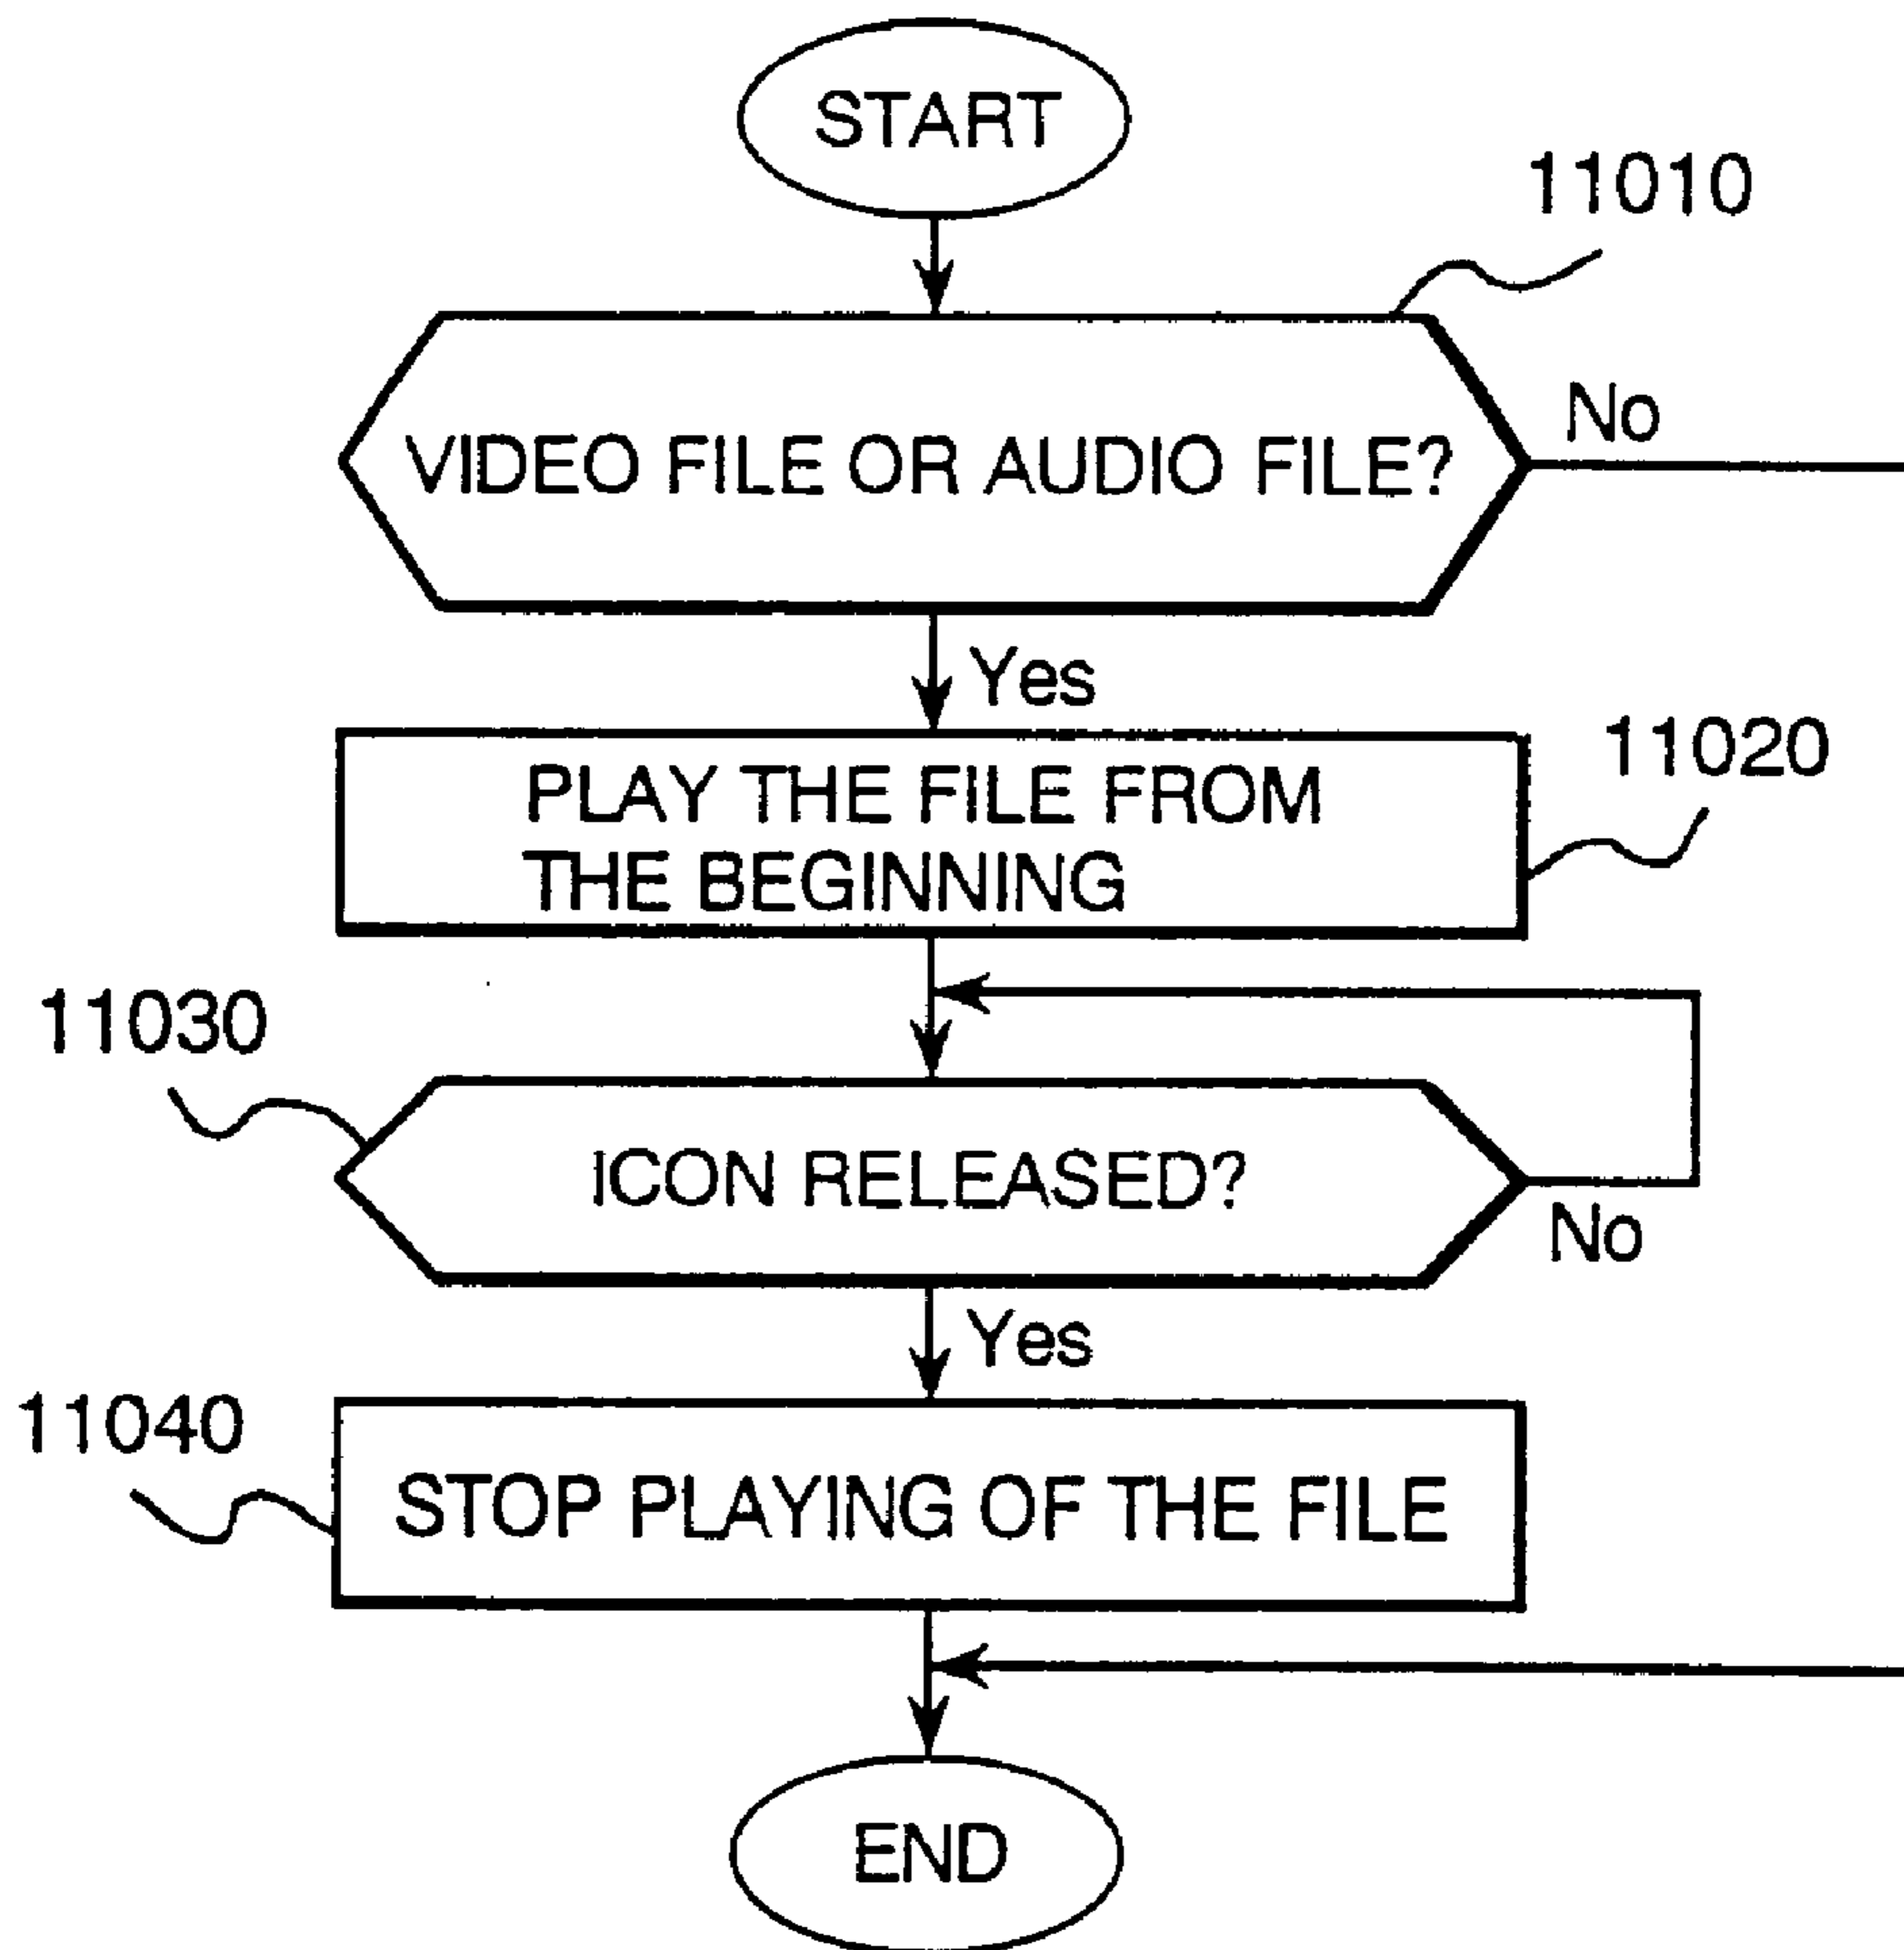 START
11010
VIDEO FILE OR AUDIO FILE?
No
Yes
11020
PLAY THE FILE FROM
THE BEGINNING
11030
ICON RELEASED?
No
Yes
11040
STOP PLAYING OF THE FILE
END